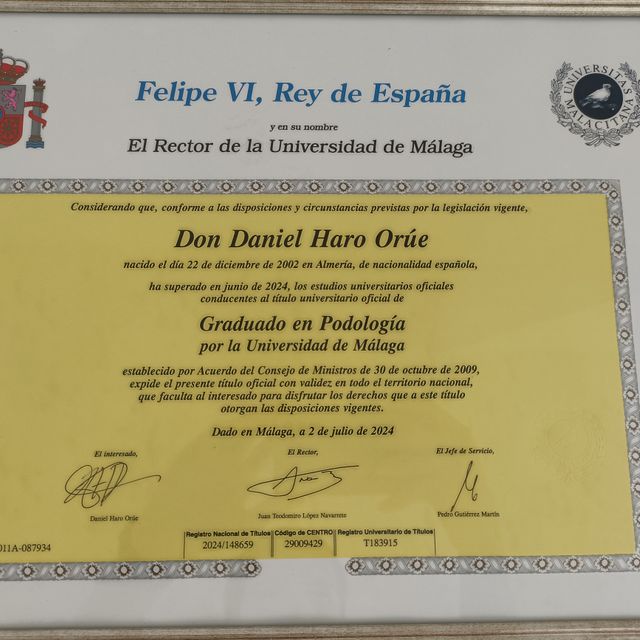 Felipe VI, Rey de España
UNIVERSITAS MALACITANA
y en su nombre
El Rector de la Universidad de Málaga
Considerando que, conforme a las disposiciones y circunstancias previstas por la legislación vigente,
Don Daniel Haro Orúe
nacido el día 22 de diciembre de 2002 en Almería, de nacionalidad española,
ha superado en junio de 2024, los estudios universitarios oficiales
conducentes al título universitario oficial de
Graduado en Podología
por la Universidad de Málaga
establecido por Acuerdo del Consejo de Ministros de 30 de octubre de 2009,
expide el presente título oficial con validez en todo el territorio nacional,
que faculta al interesado para disfrutar los derechos que a este título
otorgan las disposiciones vigentes.
Dado en Málaga, a 2 de julio de 2024
El interesado, El Rector, El Jefe de Servicio,
Daniel Haro Orúe Juan Teodomiro López Navarrete Pedro Gutiérrez Martín
Registro Nacional de Títulos Código de CENTRO Registro Universitario de Títulos
011A-087934 2024/148659 29009429 T183915